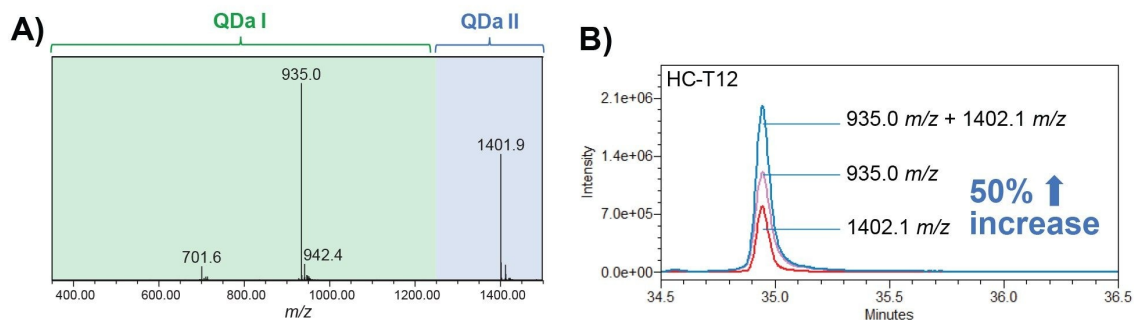 A)
QDa I
QDa II
935.0
1401.9
701.6
942.4
400.00 600.00 800.00 1000.00 1200.00 1400.00
m/z
B)
HC-T12
2.1e+06
1.4e+06
7.0e+05
0.0e+00
Intensity
935.0 m/z + 1402.1 m/z
935.0 m/z
1402.1 m/z
50%
increase
34.5 35.0 35.5 36.0 36.5
Minutes